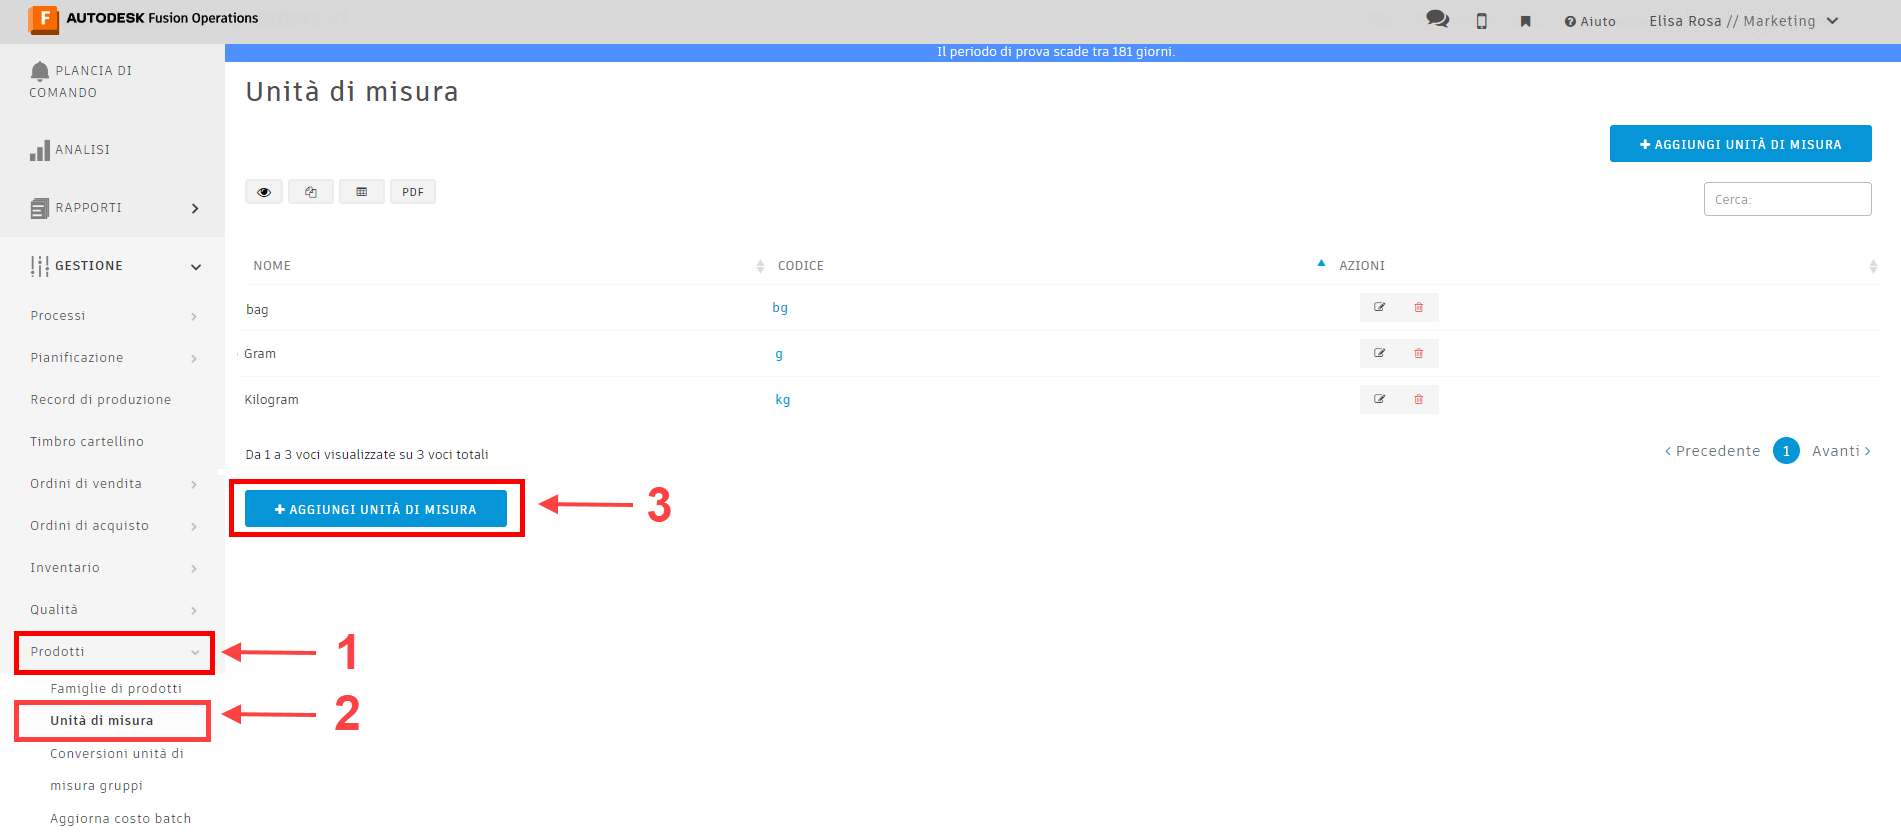 F AUTODESK Fusion Operations
Aiuto
Elisa Rosa // Marketing
Il periodo di prova scade tra 181 giorni.
PLANCIA DI
COMANDO
ANALISI
RAPPORTI
GESTIONE
Processi
Pianificazione
Record di produzione
Timbro cartellino
Ordini di vendita
Ordini di acquisto
Inventario
Qualità
Prodotti
1
Famiglie di prodotti
Unità di misura
2
Conversioni unità di
misura gruppi
Aggiorna costo batch
Unità di misura
AGGIUNGI UNITÀ DI MISURA
PDF
Cerca:
NOME CODICE AZIONI
bag bg
Gram g
Kilogram kg
Da 1 a 3 voci visualizzate su 3 voci totali
Precedente 1 Avanti
AGGIUNGI UNITÀ DI MISURA
3